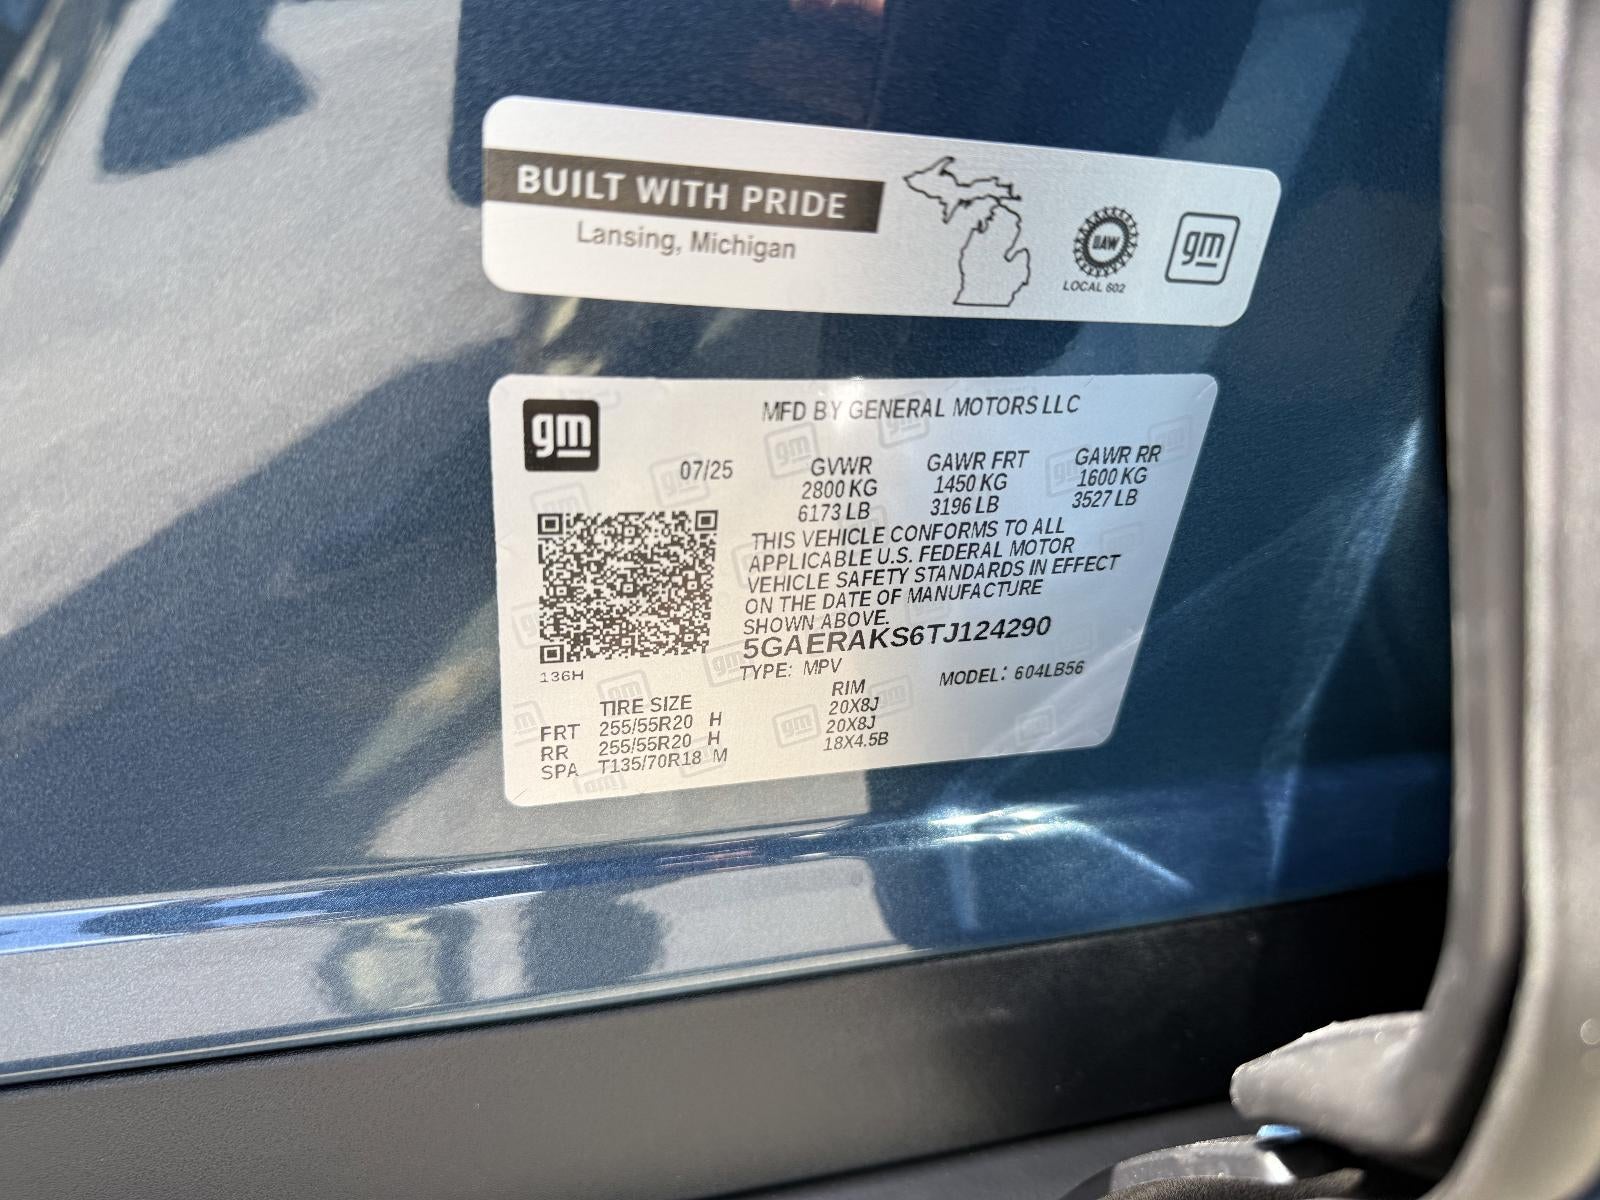 BUILT WITH PRIDE
Lansing, Michigan
UAW
LOCAL 602
gm
gm
MFD BY GENERAL MOTORS LLC
07/25 GVWR GAWR FRT GAWR RR
2800 KG 1450 KG 1600 KG
6173 LB 3196 LB 3527 LB
THIS VEHICLE CONFORMS TO ALL
APPLICABLE U.S. FEDERAL MOTOR
VEHICLE SAFETY STANDARDS IN EFFECT
ON THE DATE OF MANUFACTURE
SHOWN ABOVE.
5GAERAKS6TJ124290
136H
TYPE: MPV MODEL: 604LB56
TIRE SIZE RIM
FRT 255/55R20 H 20X8J
RR 255/55R20 H 20X8J
SPA T135/70R18 M 18X4.5B